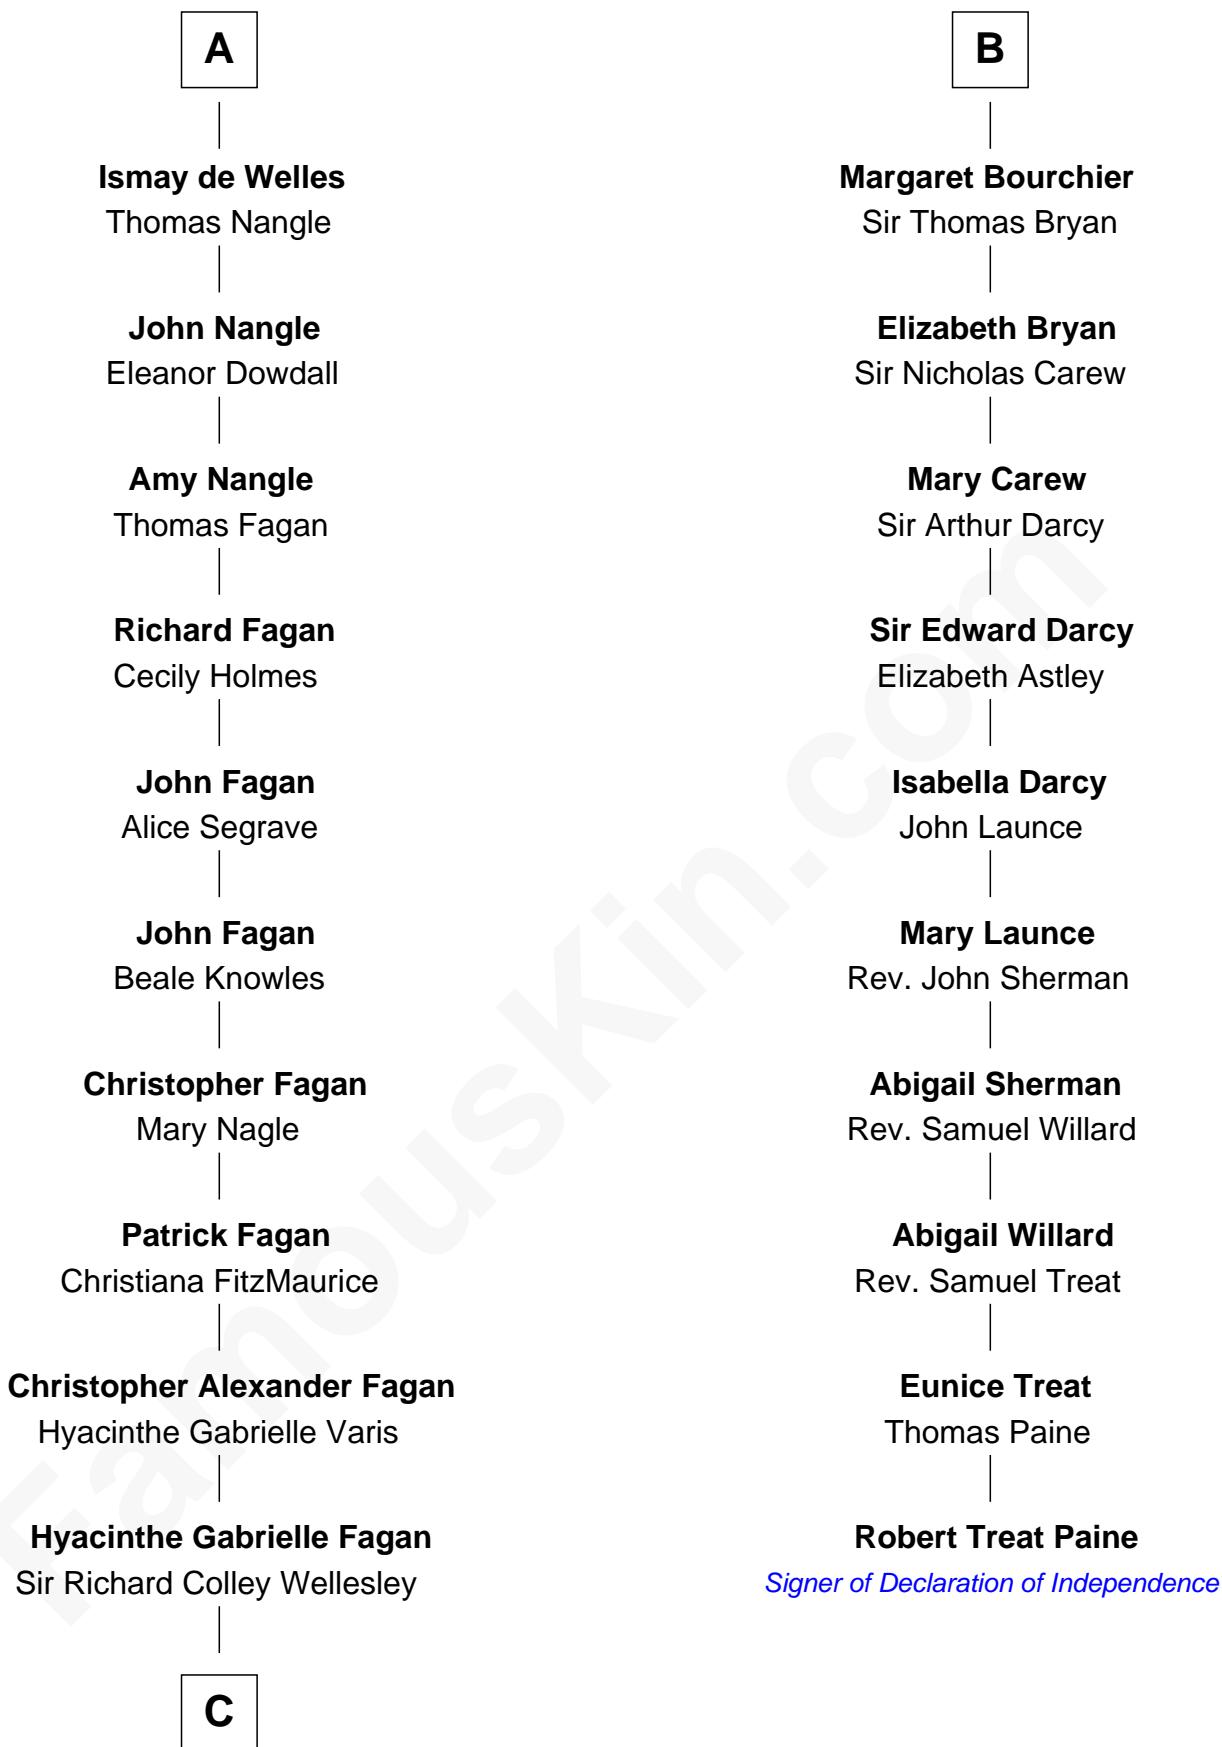 A
Ismay de Welles
Thomas Nangle
John Nangle
Eleanor Dowdall
Amy Nangle
Thomas Fagan
Richard Fagan
Cecily Holmes
John Fagan
Alice Segrave
John Fagan
Beale Knowles
Christopher Fagan
Mary Nagle
Patrick Fagan
Christiana FitzMaurice
Christopher Alexander Fagan
Hyacinthe Gabrielle Varis
Hyacinthe Gabrielle Fagan
Sir Richard Colley Wellesley
C
B
Margaret Bourchier
Sir Thomas Bryan
Elizabeth Bryan
Sir Nicholas Carew
Mary Carew
Sir Arthur Darcy
Sir Edward Darcy
Elizabeth Astley
Isabella Darcy
John Launce
Mary Launce
Rev. John Sherman
Abigail Sherman
Rev. Samuel Willard
Abigail Willard
Rev. Samuel Treat
Eunice Treat
Thomas Paine
Robert Treat Paine
Signer of Declaration of Independence
FamousKin.com